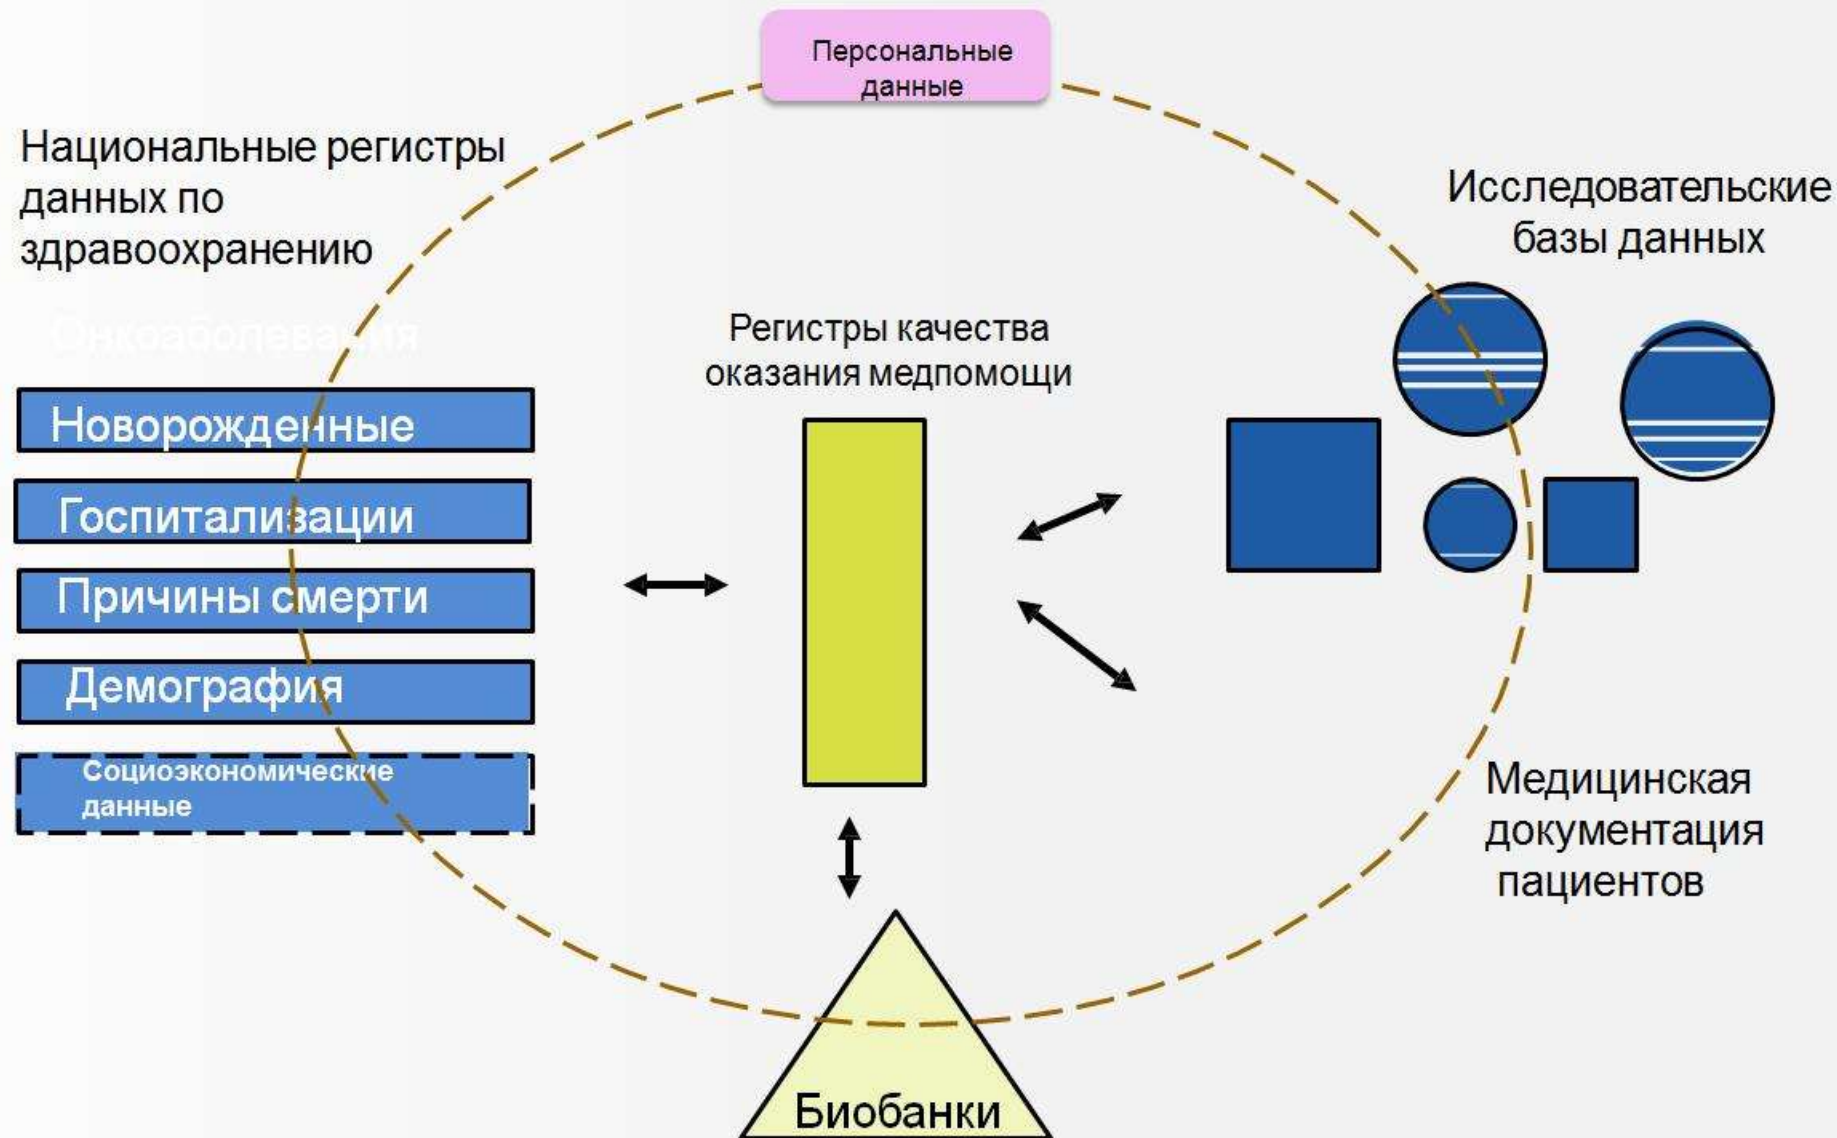 Персональные
данные
Национальные регистры
данных по
здравоохранению
Исследовательские
базы данных
Онкоаболевания
Регистры качества
оказания медпомощи
Новорожденные
Госпитализации
Причины смерти
Демография
Социоэкономические
данные
Медицинская
документация
пациентов
Биобанки